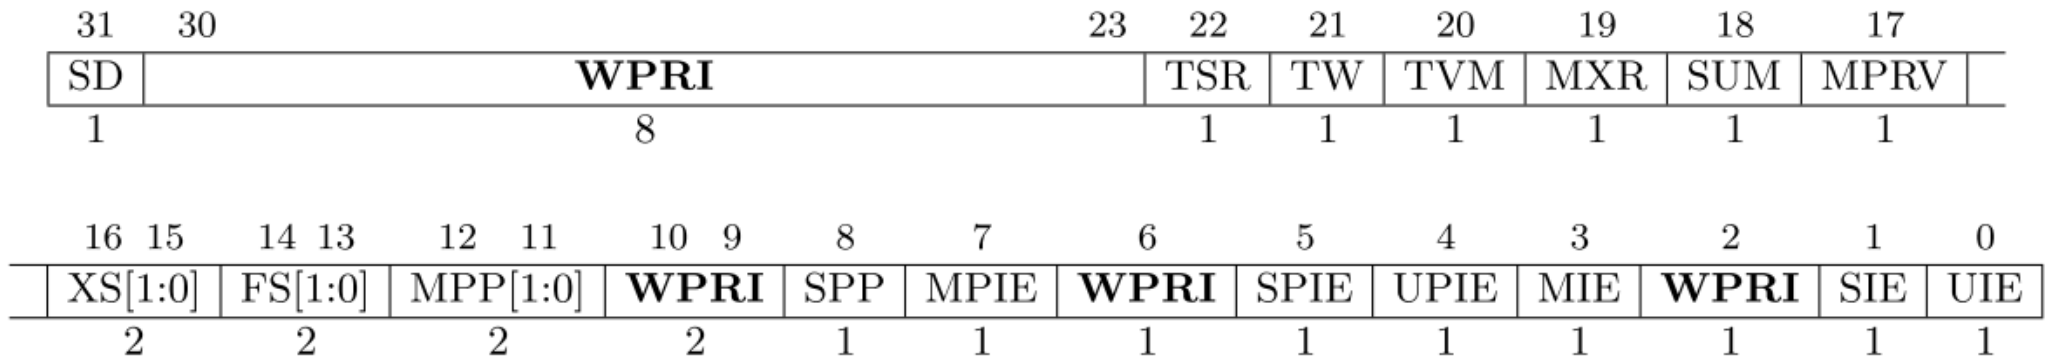 31 30 23 22 21 20 19 18 17
SD WPRI TSR TW TVM MXR SUM MPRV
1 8 1 1 1 1 1 1
16 15 14 13 12 11 10 9 8 7 6 5 4 3 2 1 0
XS[1:0] FS[1:0] MPP[1:0] WPRI SPP MPIE WPRI SPIE UPIE MIE WPRI SIE UIE
2 2 2 2 1 1 1 1 1 1 1 1 1